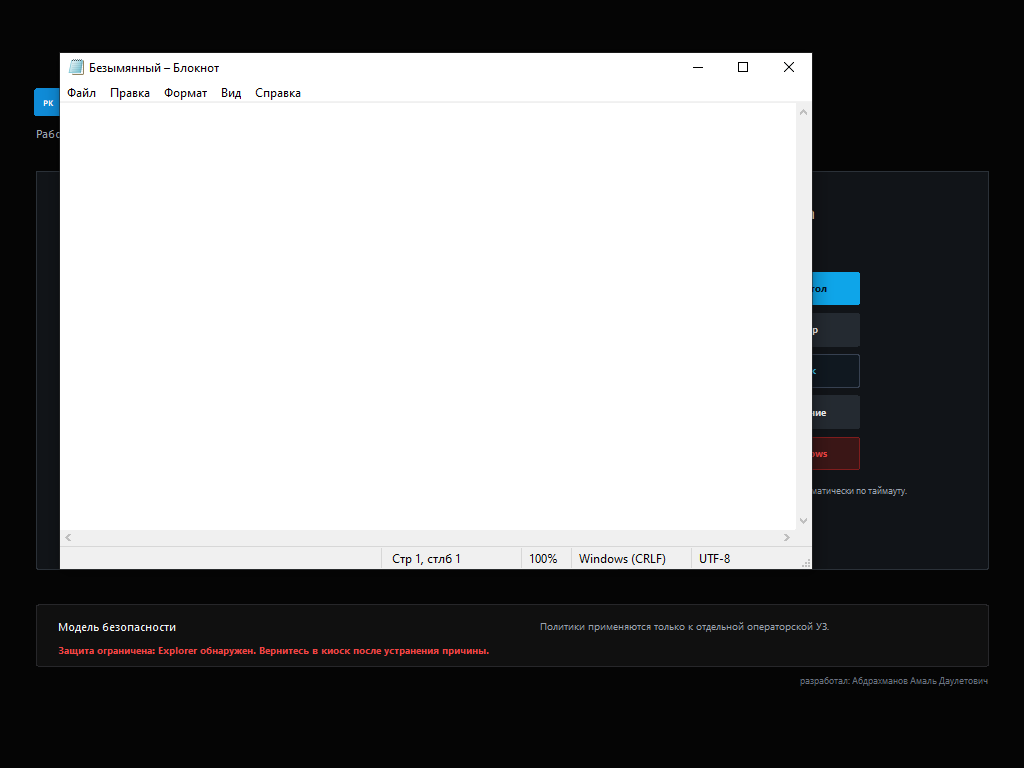 Безымянный – Блокнот
Файл Правка Формат Вид Справка
РК
Стр 1, стлб 1 100% Windows (CRLF) UTF-8
Модель безопасности
Политики применяются только к отдельной операторской УЗ.
Защита ограничена: Explorer обнаружен. Вернитесь в киоск после устранения причины.
по таймауту.
разработал: Абдрахманов Амаль Даулетович